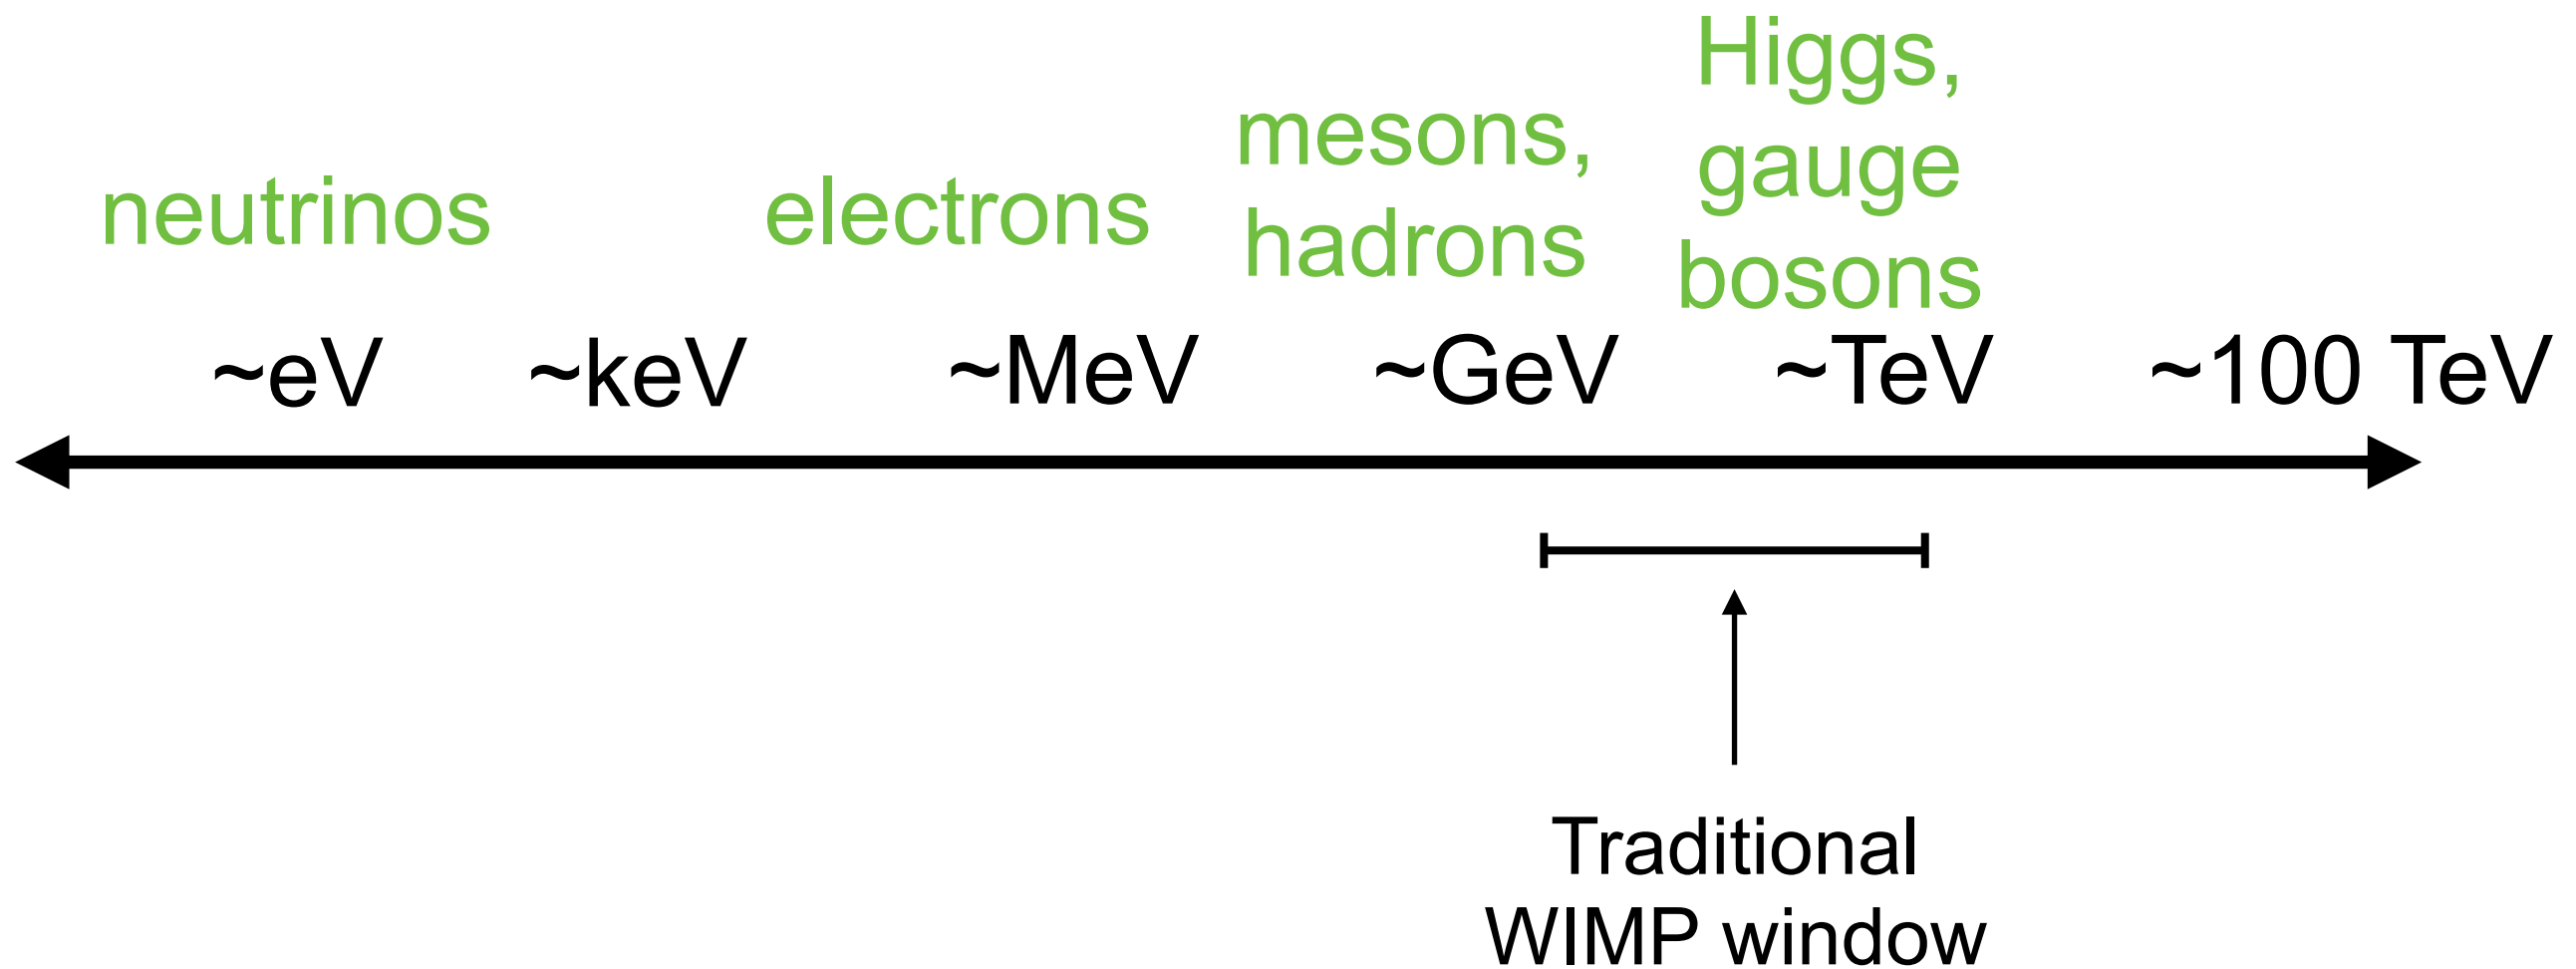 neutrinos
electrons
mesons,
hadrons
Higgs,
gauge
bosons
~eV
~keV
~MeV
~GeV
~TeV
~100 TeV
Traditional
WIMP window